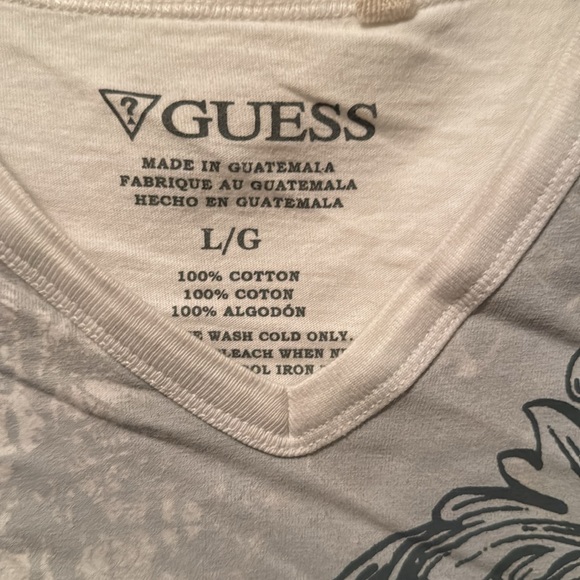 ? GUESS
MADE IN GUATEMALA
FABRIQUE AU GUATEMALA
HECHO EN GUATEMALA
L/G
100% COTTON
100% COTON
100% ALGODÓN
WASH COLD ONLY.
WHEN
IRON